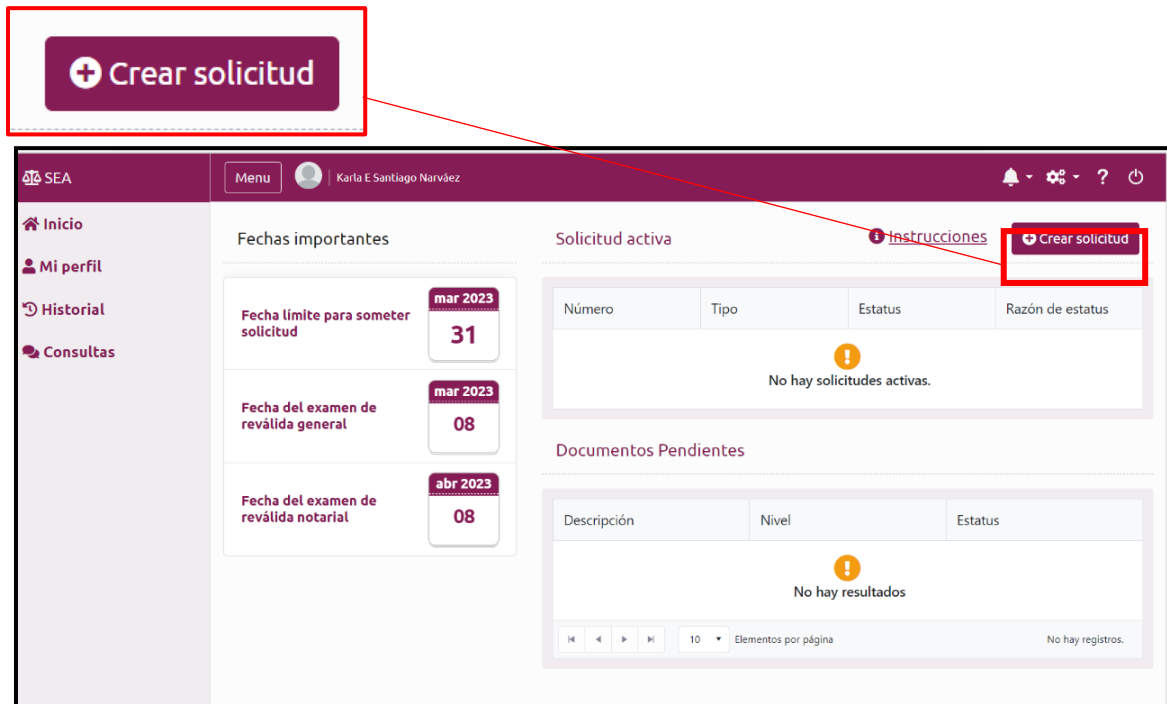 Crear solicitud
SEA
Menu
Karla E Santiago Narváez
?
Inicio
Mi perfil
Historial
Consultas
Fechas importantes
Fecha límite para someter
solicitud
mar 2023
31
Fecha del examen de
reválida general
mar 2023
08
Fecha del examen de
reválida notarial
abr 2023
08
Solicitud activa
Instrucciones
Crear solicitud
Número Tipo Estatus Razón de estatus
No hay solicitudes activas.
Documentos Pendientes
Descripción Nivel Estatus
No hay resultados
10 Elementos por página No hay registros.